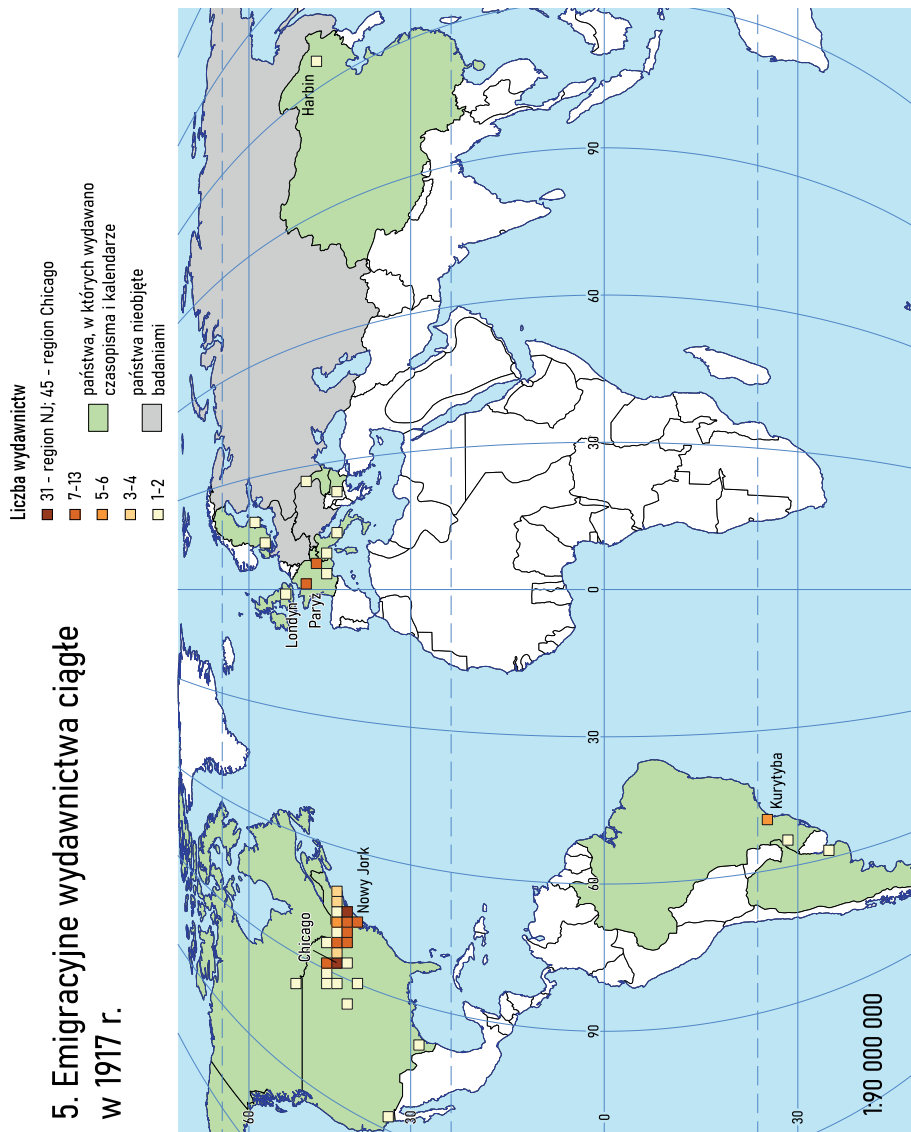 5. Emigracyjne wydawnictwa ciągłe
w 1917 r.
Liczba wydawnictw
31 – region NJ; 45 – region Chicago
7-13
5-6
3-4
1-2
państwa, w których wydawano
czasopisma i kalendarze
państwa nieobjęte
badaniami
Harbin
Londyn
Paryż
Chicago
Nowy Jork
Kurytyba
60
30
0
30
90
60
30
0
30
60
90
1:90 000 000